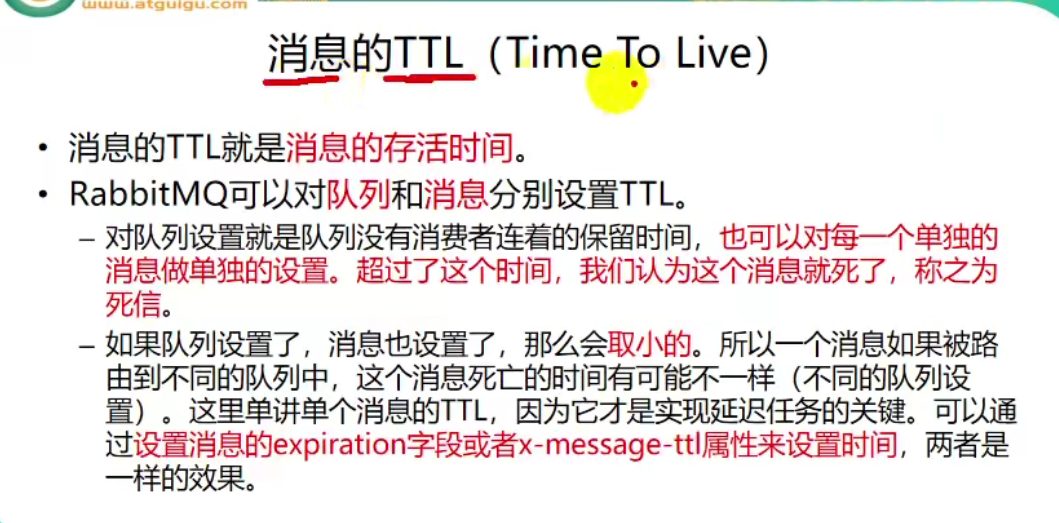 www.atguigu.com
消息的TTL（Time To Live）
• 消息的TTL就是消息的存活时间。
• RabbitMQ可以对队列和消息分别设置TTL。
– 对队列设置就是队列没有消费者连着的保留时间，也可以对每一个单独的
消息做单独的设置。超过了这个时间，我们认为这个消息就死了，称之为
死信。
– 如果队列设置了，消息也设置了，那么会取小的。所以一个消息如果被路
由到不同的队列中，这个消息死亡的时间有可能不一样（不同的队列设
置）。这里单讲单个消息的TTL，因为它才是实现延迟任务的关键。可以通
过设置消息的expiration字段或者x-message-ttl属性来设置时间，两者是
一样的效果。